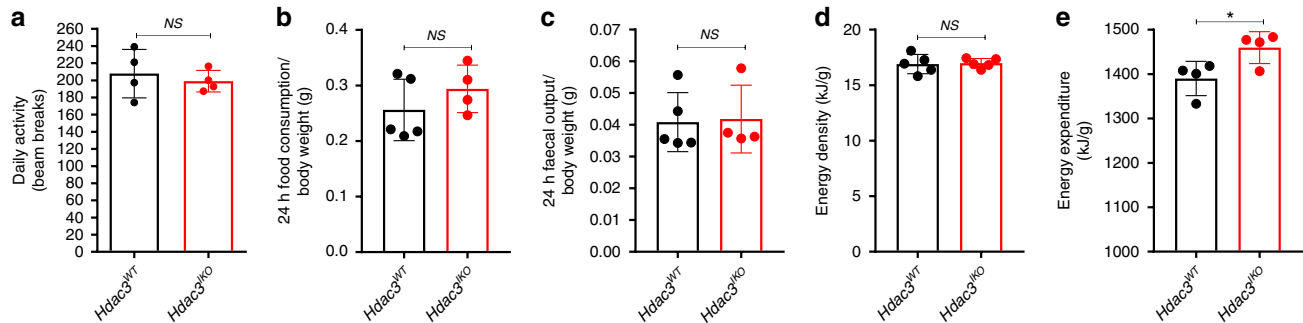 a
Daily activity
(beam breaks)
260
240
220
200
180
160
140
120
100
80
60
40
20
0
NS
Hdac3WT
Hdac3IKO
b
24 h food consumption/
body weight (g)
0.4
0.3
0.2
0.1
0.0
NS
Hdac3WT
Hdac3IKO
c
24 h faecal output/
body weight (g)
0.07
0.06
0.05
0.04
0.03
0.02
0.01
0.00
NS
Hdac3WT
Hdac3IKO
d
Energy density (kJ/g)
20
15
10
5
0
NS
Hdac3WT
Hdac3IKO
e
Energy expenditure
(kJ/g)
1500
1400
1300
1200
1100
1000
*
Hdac3WT
Hdac3IKO